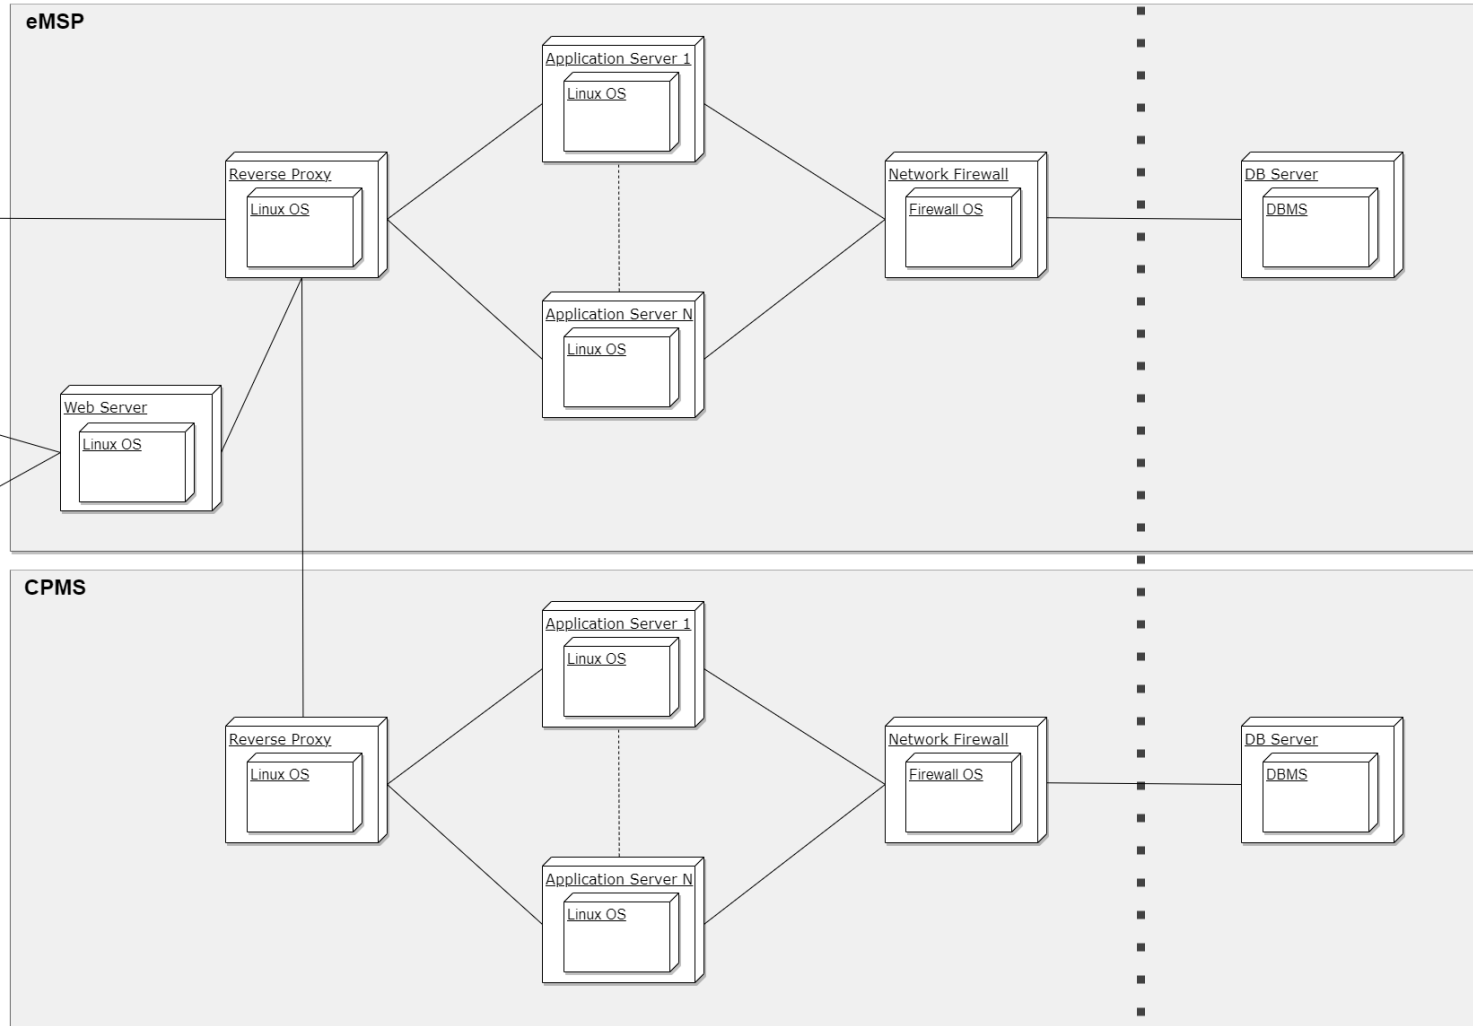 eMSP
Application Server 1
Linux OS
Reverse Proxy
Linux OS
Network Firewall
Firewall OS
DB Server
DBMS
Application Server N
Linux OS
Web Server
Linux OS
CPMS
Application Server 1
Linux OS
Reverse Proxy
Linux OS
Network Firewall
Firewall OS
DB Server
DBMS
Application Server N
Linux OS